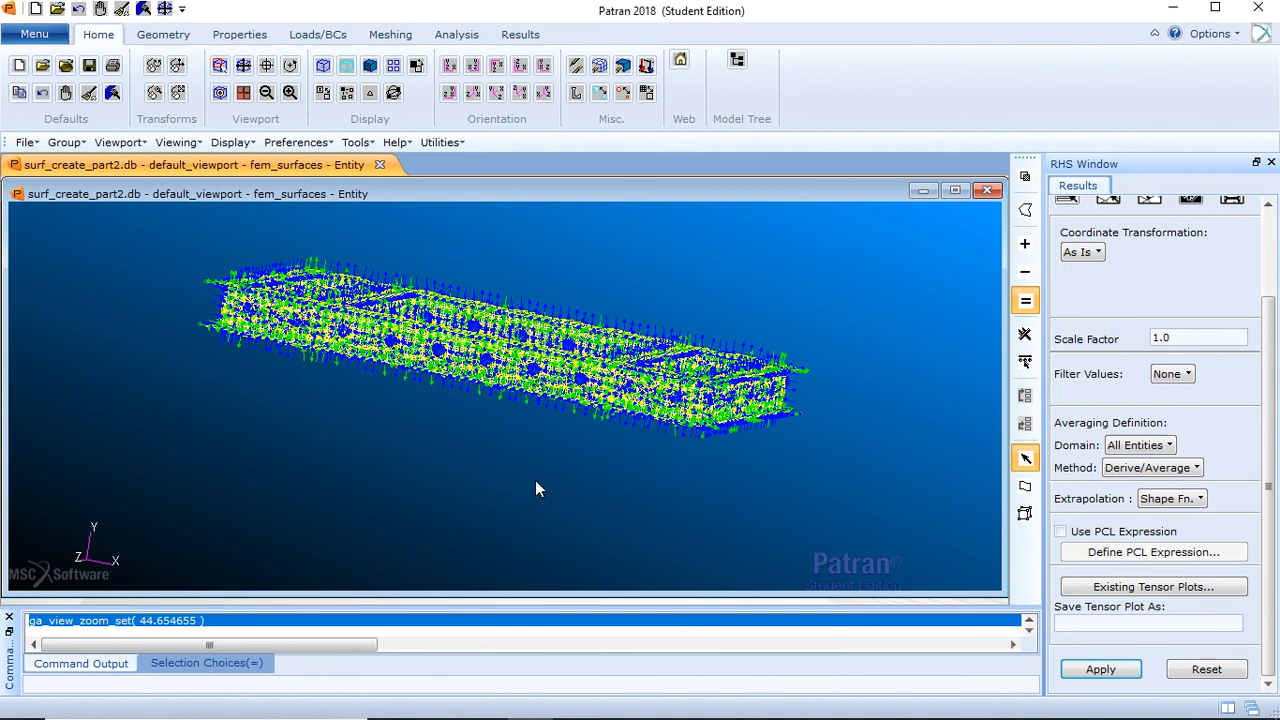 Patran 2018 (Student Edition)
Menu Home Geometry Properties Loads/BCs Meshing Analysis Results Options
Defaults Transforms Viewport Display Orientation Misc. Web Model Tree
File Group Viewport Viewing Display Preferences Tools Help Utilities
surf_create_part2.db - default_viewport - fem_surfaces - Entity
RHS Window
surf_create_part2.db - default_viewport - fem_surfaces - Entity
Results
Coordinate Transformation:
As Is
Scale Factor 1.0
Filter Values: None
Averaging Definition:
Domain: All Entities
Method: Derive/Average
Extrapolation : Shape Fn.
Use PCL Expression
Define PCL Expression...
Existing Tensor Plots...
Save Tensor Plot As:
Apply Reset
Y
Z X
MSC Software
Patran®
Student Edition
ga_view_zoom_set( 44.654655 )
Command Output Selection Choices(=)
Comma...